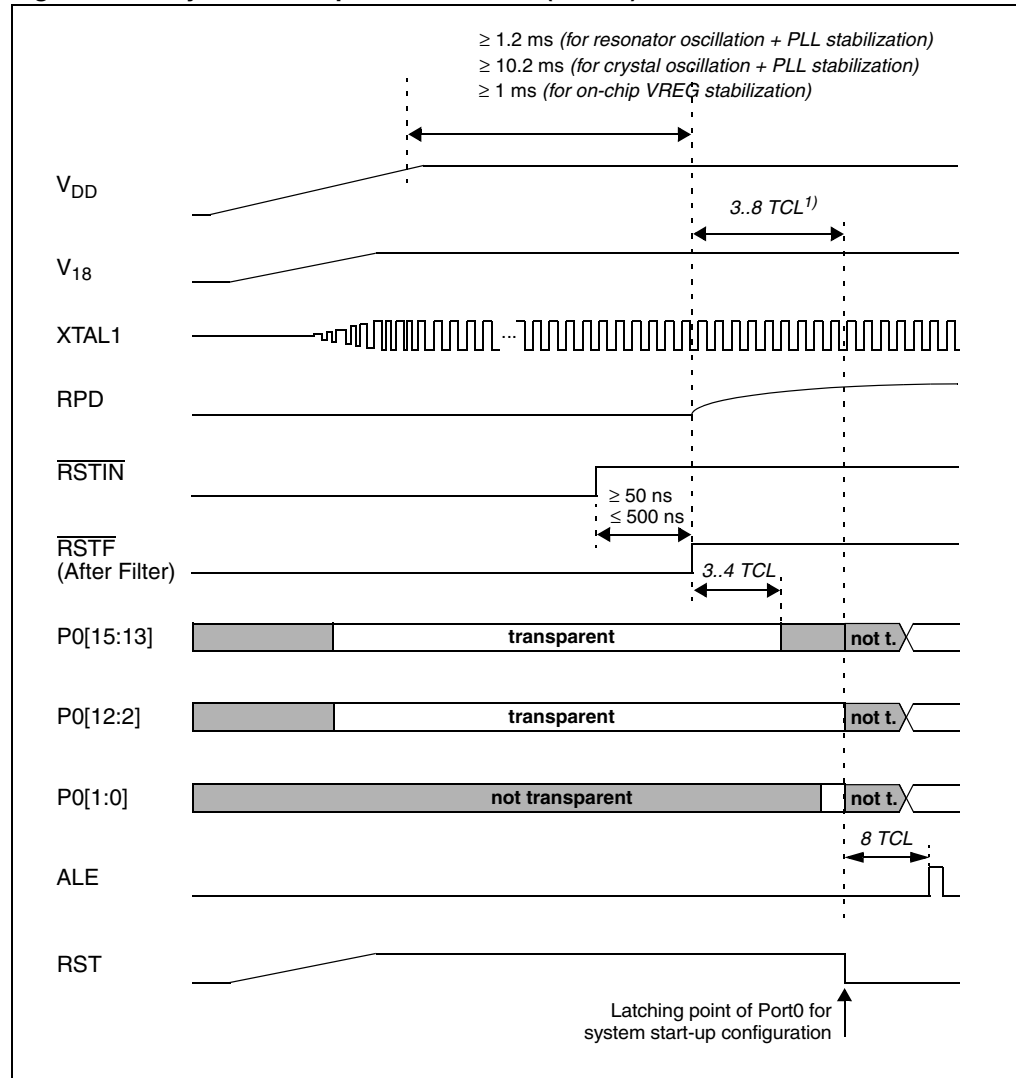 ≥ 1.2 ms (for resonator oscillation + PLL stabilization)
≥ 10.2 ms (for crystal oscillation + PLL stabilization)
≥ 1 ms (for on-chip VREG stabilization)
VDD
3..8 TCL1)
V18
XTAL1
...
RPD
RSTIN
≥ 50 ns
≤ 500 ns
RSTF
(After Filter)
3..4 TCL
P0[15:13]
transparent
not t.
P0[12:2]
transparent
not t.
P0[1:0]
not transparent
not t.
8 TCL
ALE
RST
Latching point of Port0 for
system start-up configuration